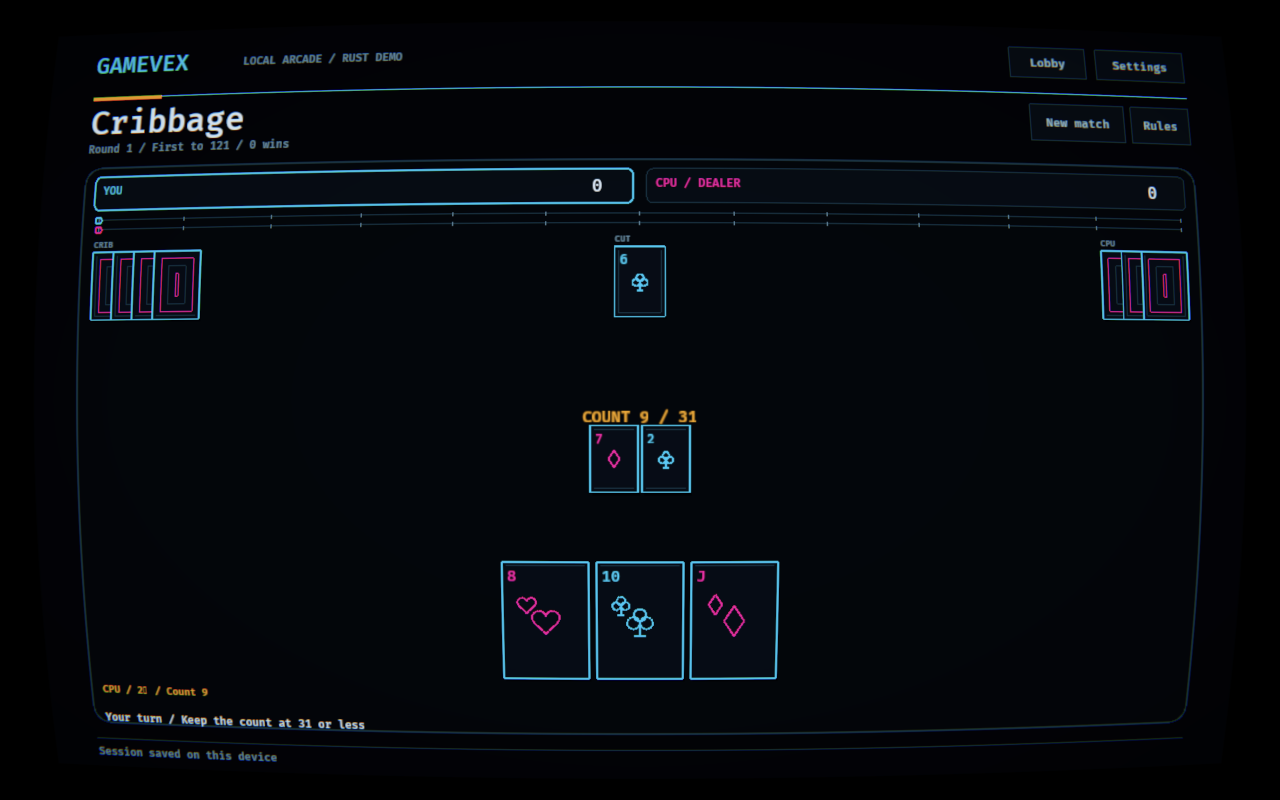 GAMEVEX
LOCAL ARCADE / RUST DEMO
Lobby
Settings
Cribbage
Round 1 / First to 121 / 0 wins
New match
Rules
YOU
0
CPU / DEALER
0
CRIB
CUT
CPU
6
COUNT 9 / 31
7
2
8
10
J
CPU / 2 / Count 9
Your turn / Keep the count at 31 or less
Session saved on this device